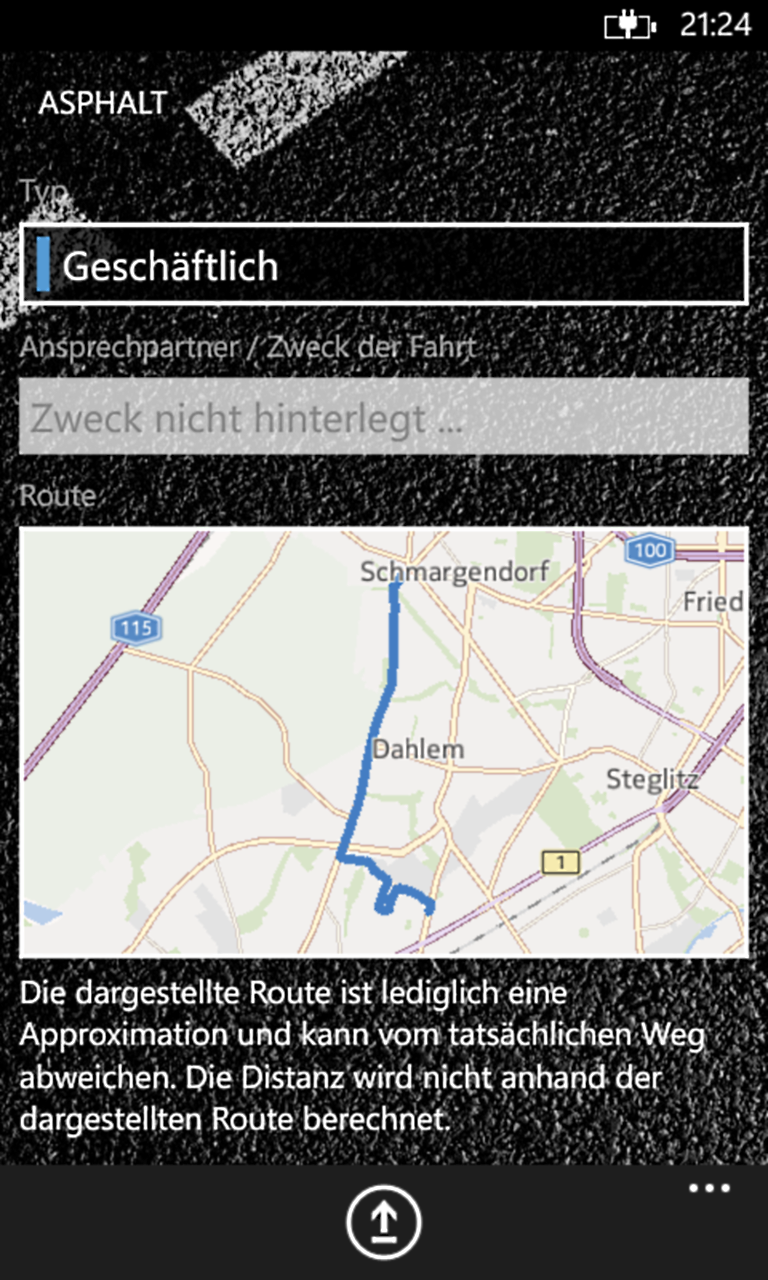 21:24
ASPHALT
Typ
Geschäftlich
Ansprechpartner / Zweck der Fahrt
Zweck nicht hinterlegt ...
Route
100
Schmargendorf
Fried
115
Dahlem
Steglitz
1
Die dargestellte Route ist lediglich eine
Approximation und kann vom tatsächlichen Weg
abweichen. Die Distanz wird nicht anhand der
dargestellten Route berechnet.